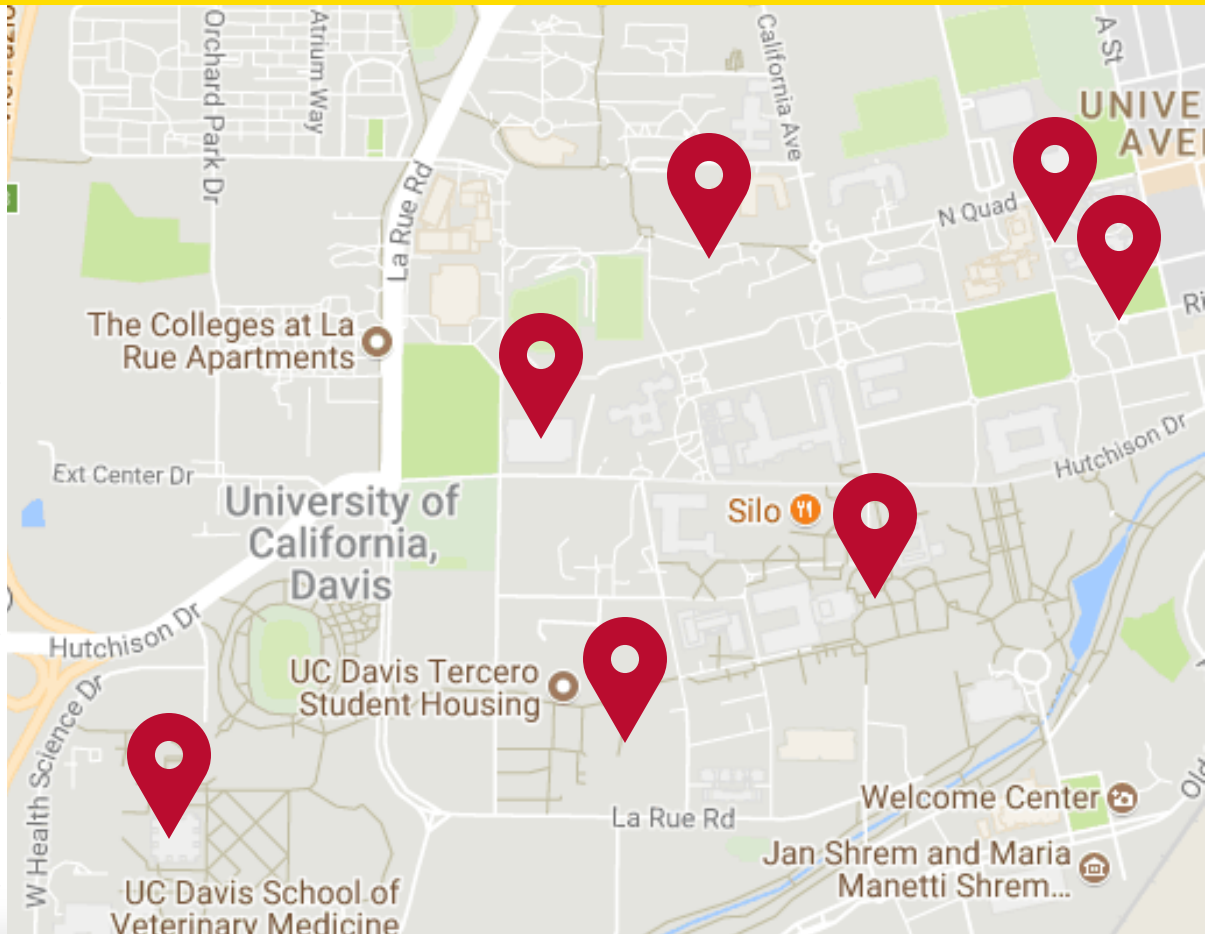 Orchard Park Dr
Atrium Way
California Ave
A St
UNIVE
AVE
La Rue Rd
N Quad
The Colleges at La
Rue Apartments
Hutchison Dr
Ext Center Dr
University of
California,
Davis
Silo
Hutchison Dr
UC Davis Tercero
Student Housing
W Health Science Dr
La Rue Rd
Welcome Center
Old
Jan Shrem and Maria
Manetti Shrem...
UC Davis School of
Veterinary Medicine